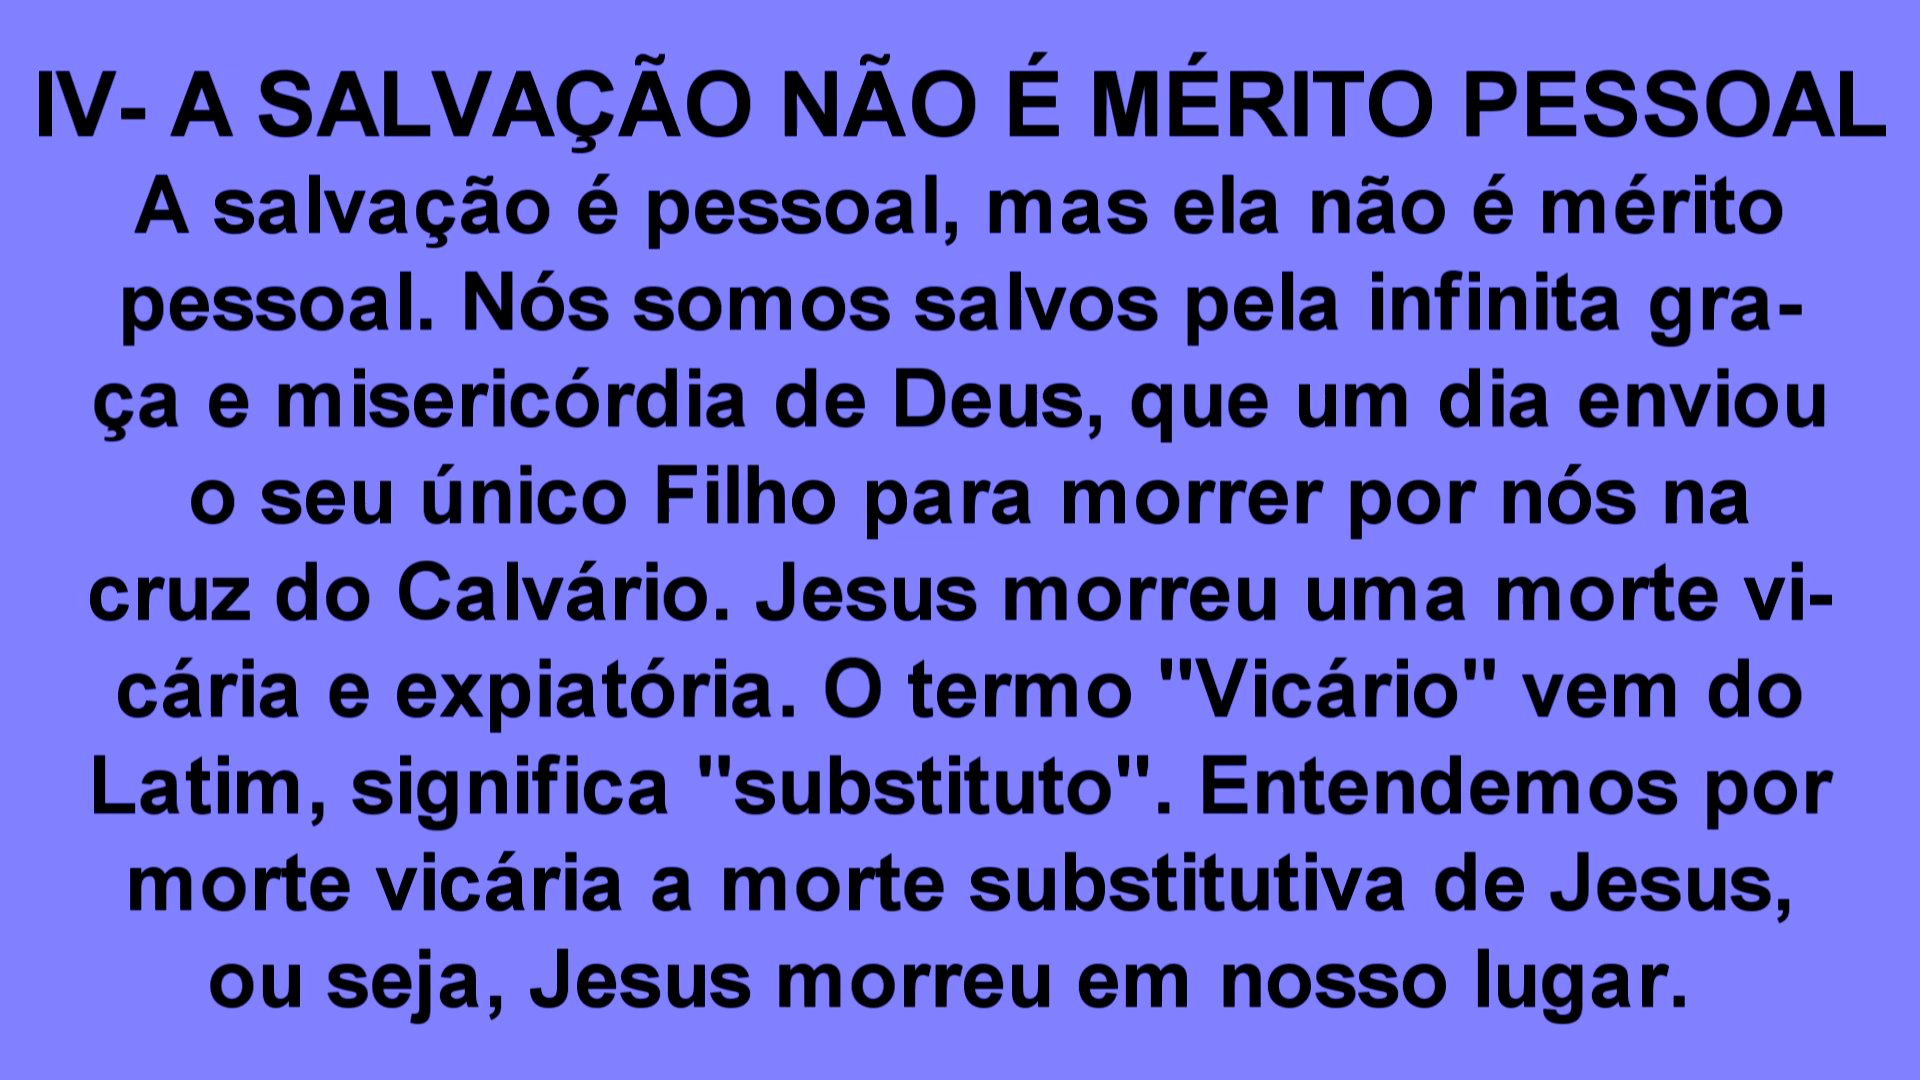 IV- A SALVAÇÃO NÃO É MÉRITO PESSOAL
A salvação é pessoal, mas ela não é mérito
pessoal. Nós somos salvos pela infinita gra-
ça e misericórdia de Deus, que um dia enviou
o seu único Filho para morrer por nós na
cruz do Calvário. Jesus morreu uma morte vi-
cária e expiatória. O termo "Vicário" vem do
Latim, significa "substituto". Entendemos por
morte vicária a morte substitutiva de Jesus,
ou seja, Jesus morreu em nosso lugar.